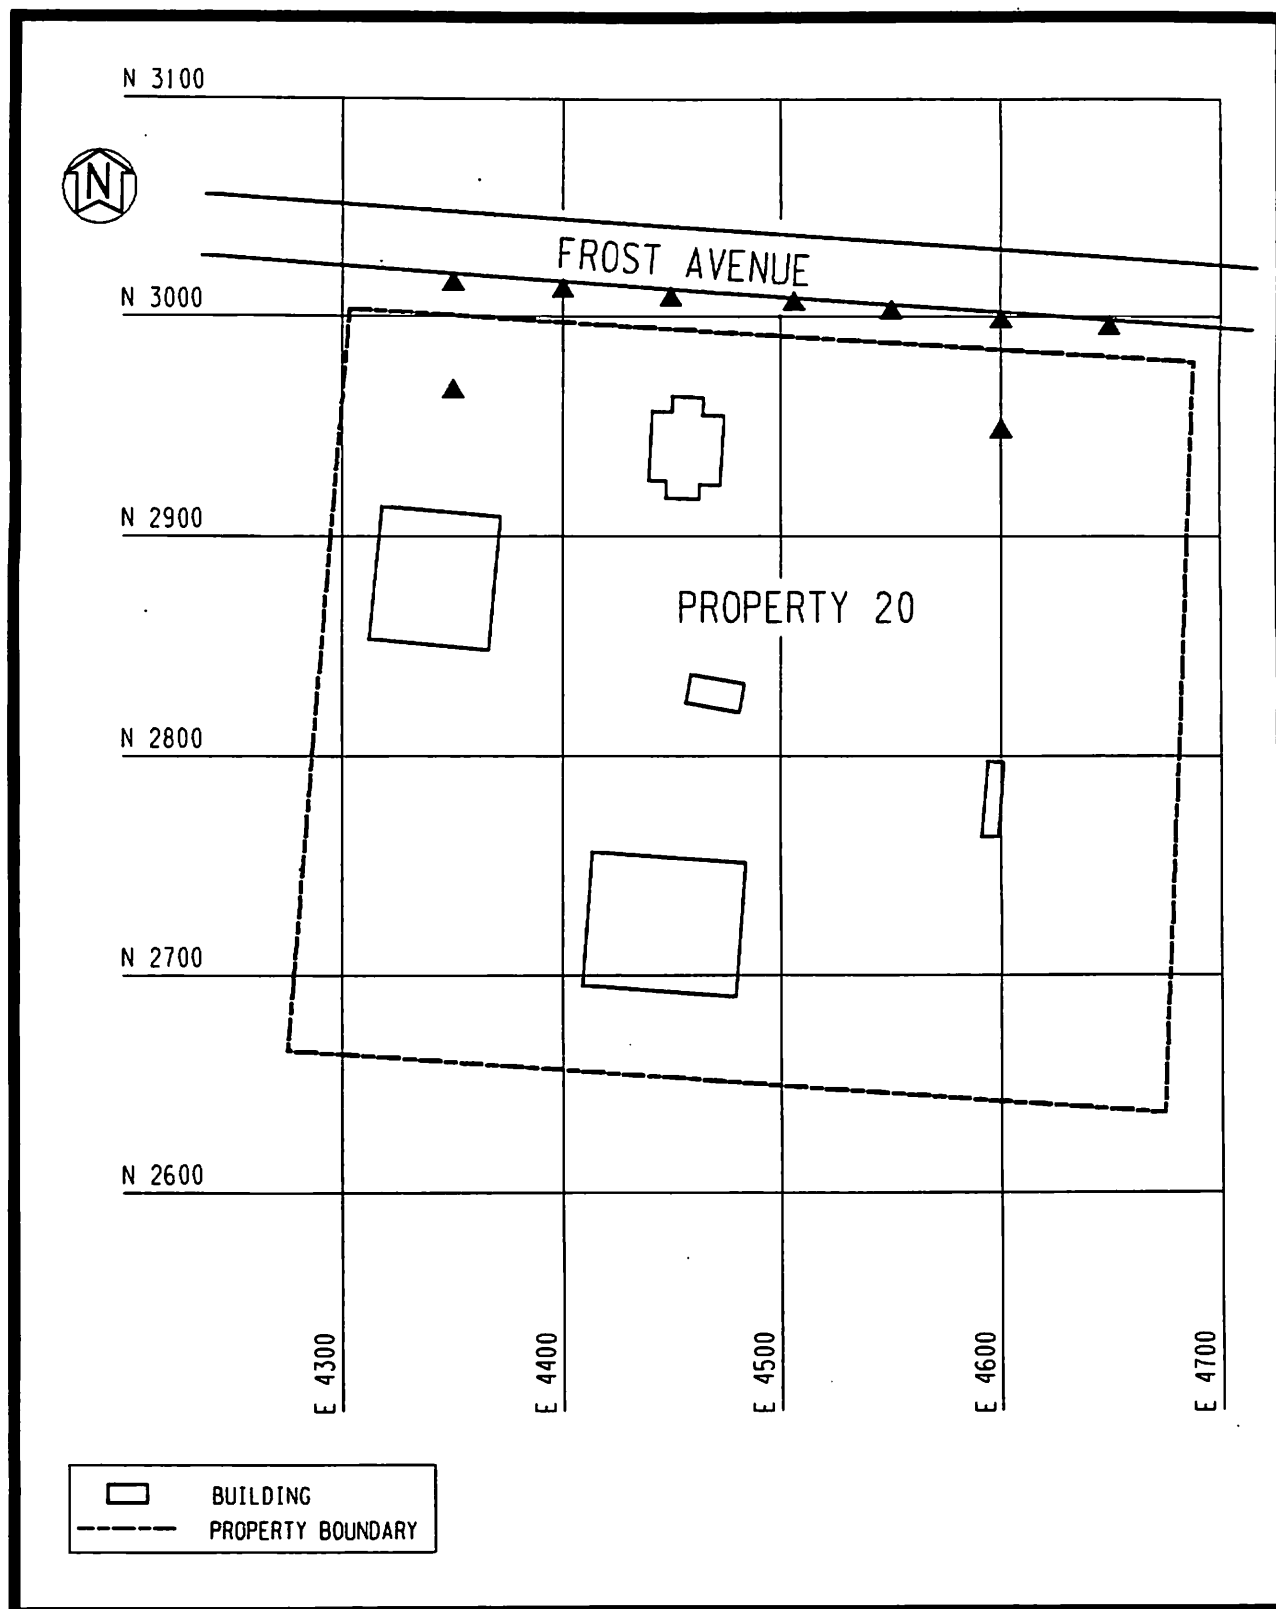 N 3100
N
FROST AVENUE
N 3000
N 2900
PROPERTY 20
N 2800
N 2700
N 2600
E 4300
E 4400
E 4500
E 4600
E 4700
BUILDING
PROPERTY BOUNDARY